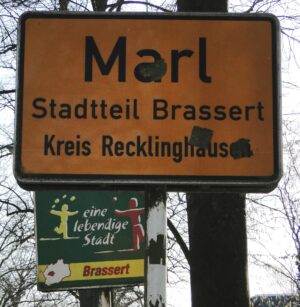 Marl
Stadtteil Brassert
Kreis Recklinghausen
eine
lebendige
Stadt
Brassert